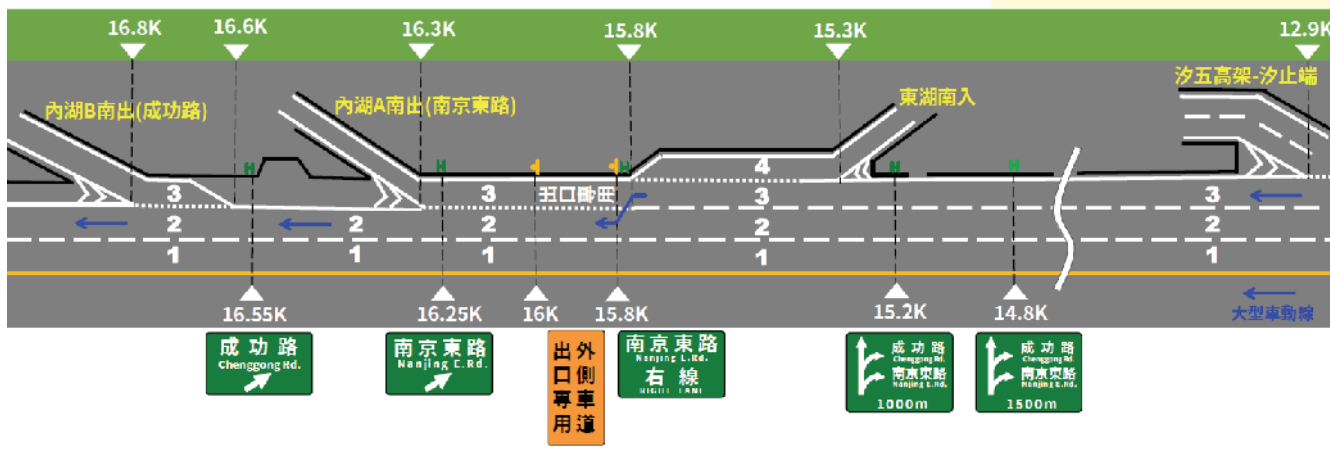 16.8K
16.6K
16.3K
15.8K
15.3K
12.9K
汐五高架-汐止端
內湖B南出(成功路)
內湖A南出(南京東路)
東湖南入
H
H
H
H
H
4
3
3
出口專用
3
3
2
2
2
2
2
1
1
1
1
1
16.55K
16.25K
16K
15.8K
15.2K
14.8K
大型車動線
成功路
Chenggong Rd.
南京東路
Nanjing E.Rd.
外側車道
出口專用
南京東路
Nanjing E.Rd.
右線
RIGHT LANE
成功路
Chenggong Rd.
南京東路
Nanjing E.Rd.
1000m
成功路
Chenggong Rd.
南京東路
Nanjing E.Rd.
1500m